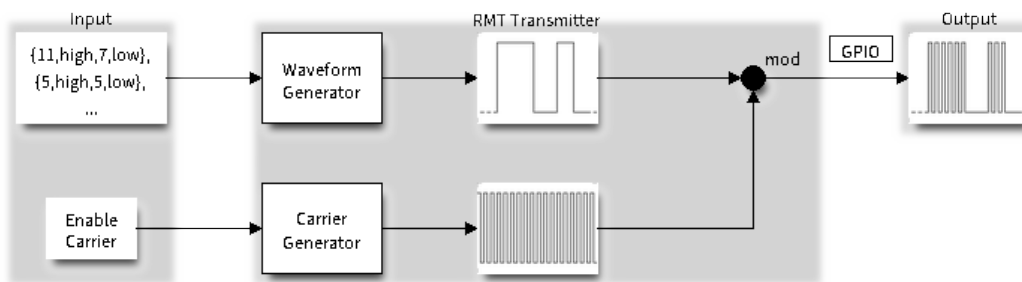 Input
RMT Transmitter
Output
{11,high,7,low},
{5,high,5,low},
...
Waveform
Generator
mod
GPIO
Enable
Carrier
Carrier
Generator